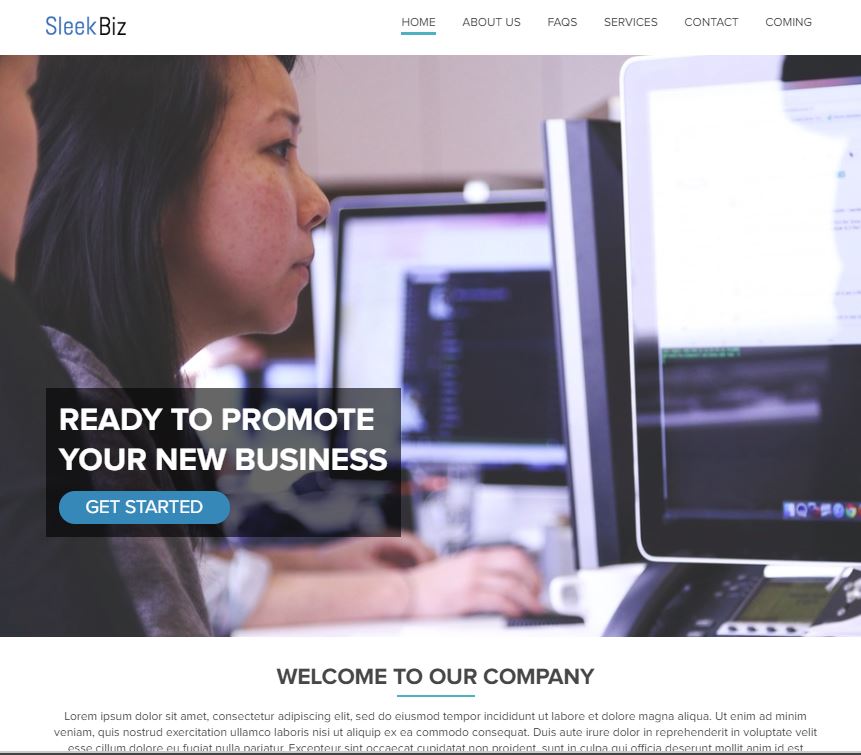 SleekBiz
HOME ABOUT US FAQS SERVICES CONTACT COMING
READY TO PROMOTE
YOUR NEW BUSINESS
GET STARTED
WELCOME TO OUR COMPANY
Lorem ipsum dolor sit amet, consectetur adipiscing elit, sed do eiusmod tempor incididunt ut labore et dolore magna aliqua. Ut enim ad minim
veniam, quis nostrud exercitation ullamco laboris nisi ut aliquip ex ea commodo consequat. Duis aute irure dolor in reprehenderit in voluptate velit
esse cillum dolore eu fugiat nulla pariatur. Excepteur sint occaecat cupidatat non proident, sunt in culpa qui officia deserunt mollit anim id est